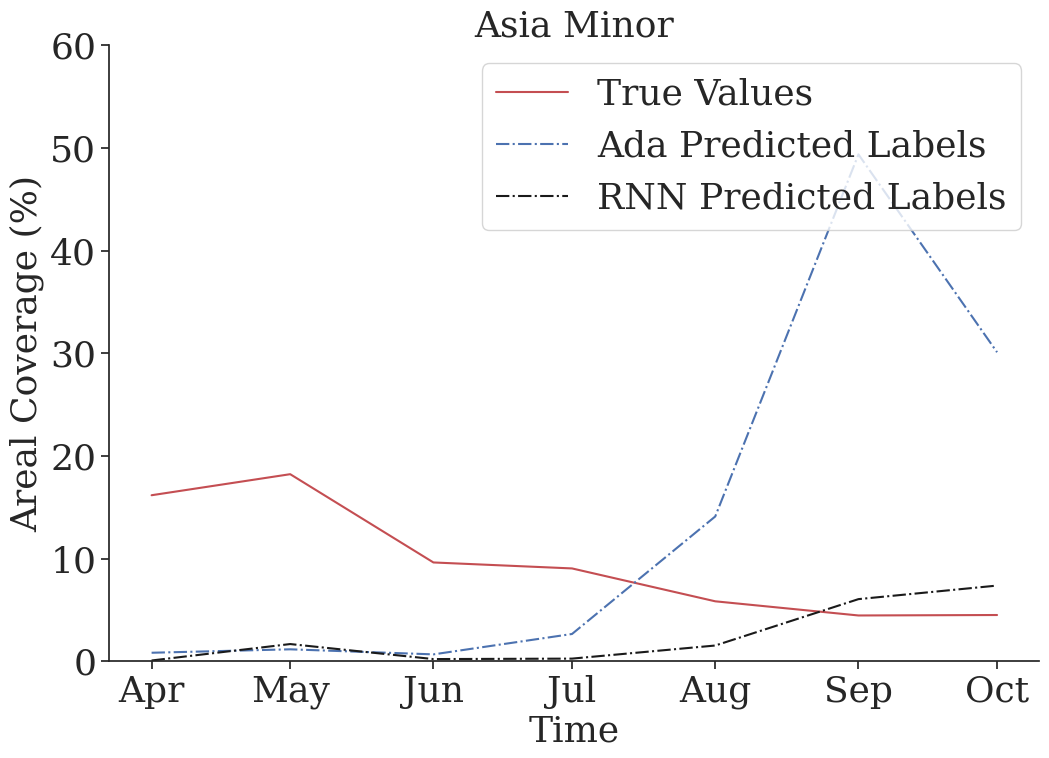 Asia Minor
60
50
40
30
20
10
0
Areal Coverage (%)
True Values
Ada Predicted Labels
RNN Predicted Labels
Apr May Jun Jul Aug Sep Oct
Time